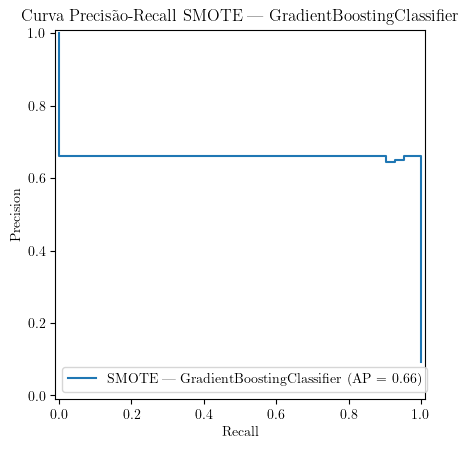 Curva Precisão-Recall SMOTE — GradientBoostingClassifier
1.0
0.8
0.6
0.4
0.2
0.0
Precision
SMOTE — GradientBoostingClassifier (AP = 0.66)
0.0 0.2 0.4 0.6 0.8 1.0
Recall